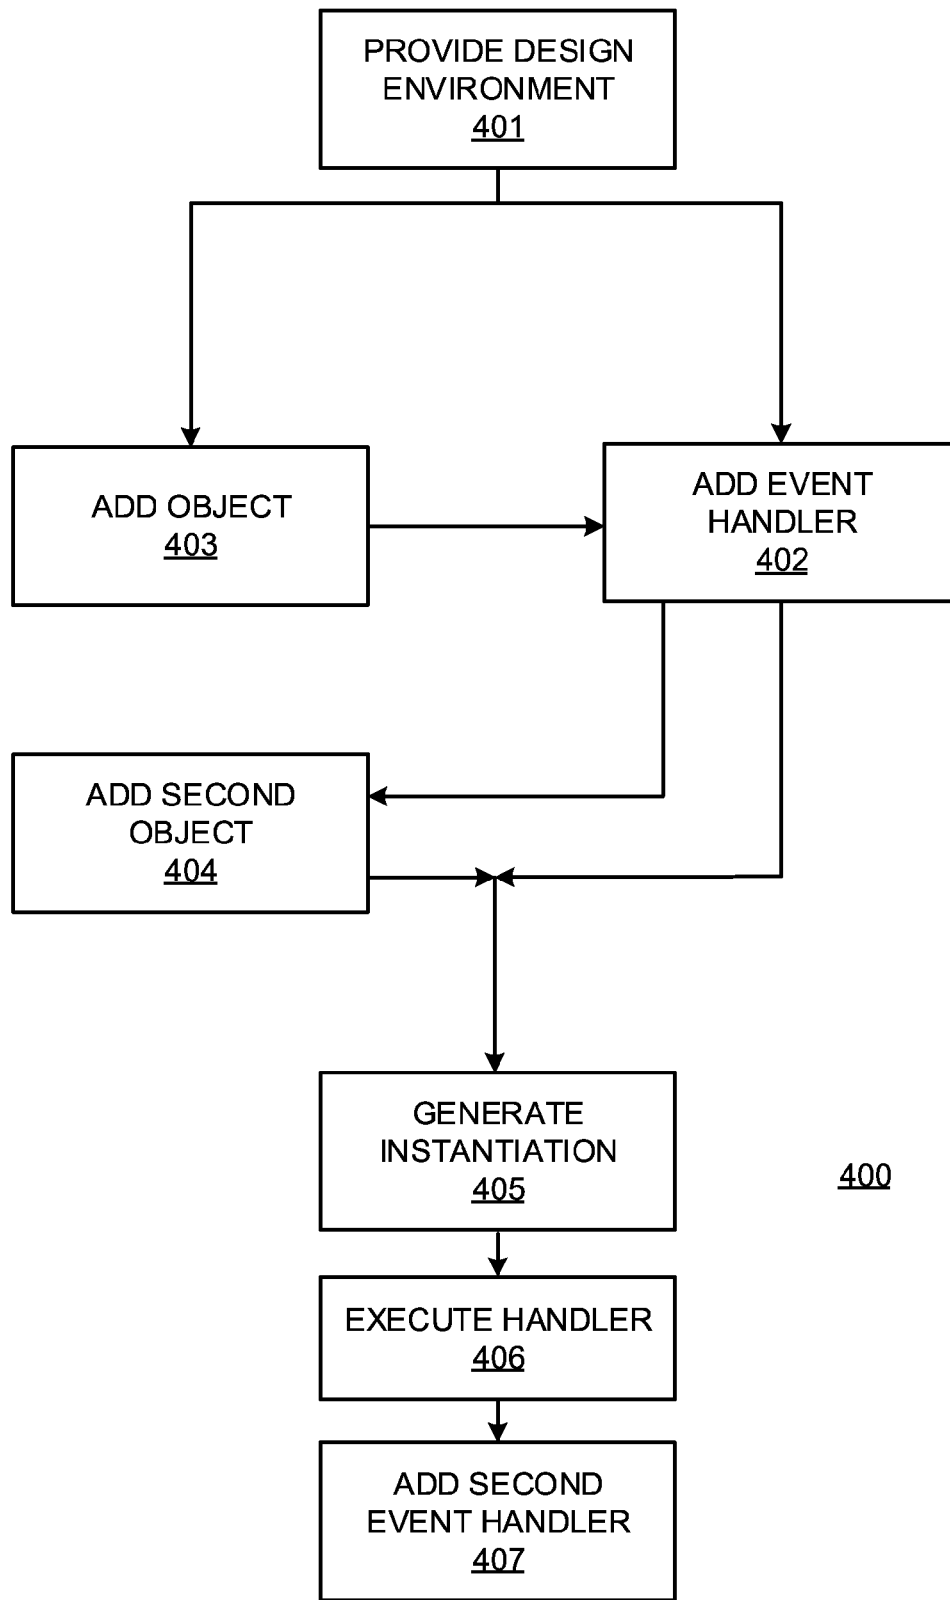 PROVIDE DESIGN
ENVIRONMENT
401
ADD OBJECT
403
ADD EVENT
HANDLER
402
ADD SECOND
OBJECT
404
GENERATE
INSTANTIATION
405
400
EXECUTE HANDLER
406
ADD SECOND
EVENT HANDLER
407